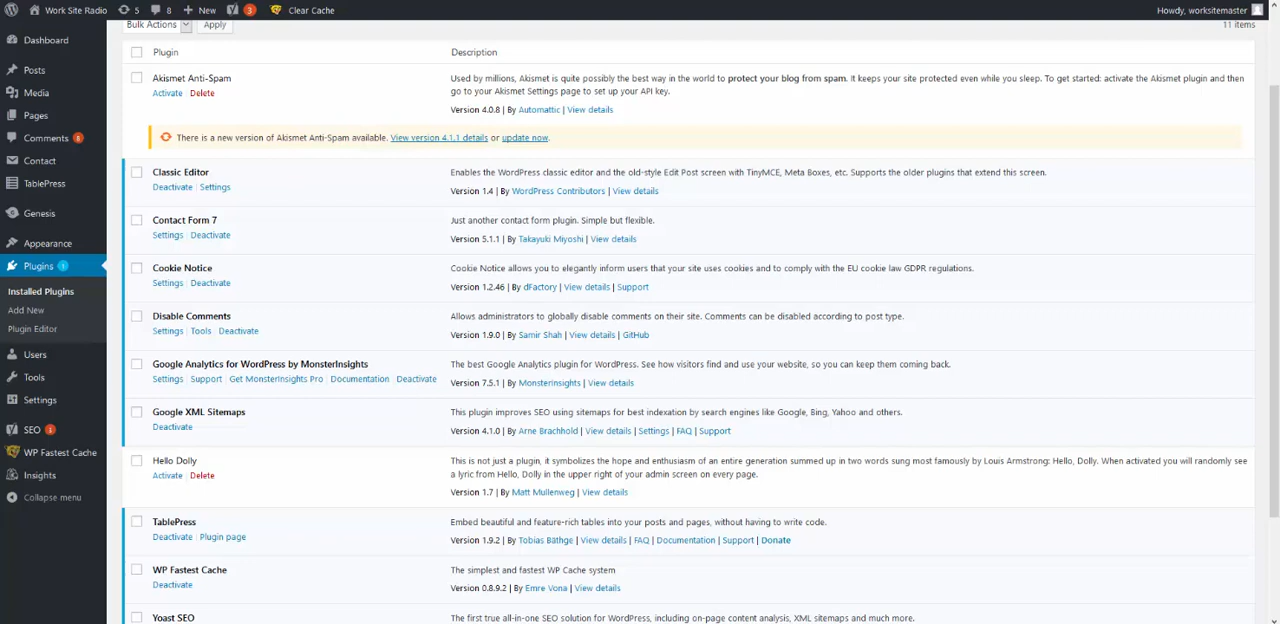 Work Site Radio 5 8 New 3 Clear Cache Howdy, worksitemaster
Bulk Actions Apply 11 items
Dashboard
Posts
Media
Pages
Comments 8
Contact
TablePress
Genesis
Appearance
Plugins 1
Installed Plugins
Add New
Plugin Editor
Users
Tools
Settings
SEO 3
WP Fastest Cache
Insights
Collapse menu
Plugin Description
Akismet Anti-Spam
Activate | Delete
Used by millions, Akismet is quite possibly the best way in the world to protect your blog from spam. It keeps your site protected even while you sleep. To get started: activate the Akismet plugin and then
go to your Akismet Settings page to set up your API key.
Version 4.0.8 | By Automattic | View details
There is a new version of Akismet Anti-Spam available. View version 4.1.1 details or update now.
Classic Editor
Deactivate | Settings
Enables the WordPress classic editor and the old-style Edit Post screen with TinyMCE, Meta Boxes, etc. Supports the older plugins that extend this screen.
Version 1.4 | By WordPress Contributors | View details
Contact Form 7
Settings | Deactivate
Just another contact form plugin. Simple but flexible.
Version 5.1.1 | By Takayuki Miyoshi | View details
Cookie Notice
Settings | Deactivate
Cookie Notice allows you to elegantly inform users that your site uses cookies and to comply with the EU cookie law GDPR regulations.
Version 1.2.46 | By dFactory | View details | Support
Disable Comments
Settings | Tools | Deactivate
Allows administrators to globally disable comments on their site. Comments can be disabled according to post type.
Version 1.9.0 | By Samir Shah | View details | GitHub
Google Analytics for WordPress by MonsterInsights
Settings | Support | Get MonsterInsights Pro | Documentation | Deactivate
The best Google Analytics plugin for WordPress. See how visitors find and use your website, so you can keep them coming back.
Version 7.5.1 | By MonsterInsights | View details
Google XML Sitemaps
Deactivate
This plugin improves SEO using sitemaps for best indexation by search engines like Google, Bing, Yahoo and others.
Version 4.1.0 | By Arne Brachhold | View details | Settings | FAQ | Support
Hello Dolly
Activate | Delete
This is not just a plugin, it symbolizes the hope and enthusiasm of an entire generation summed up in two words sung most famously by Louis Armstrong: Hello, Dolly. When activated you will randomly see
a lyric from Hello, Dolly in the upper right of your admin screen on every page.
Version 1.7 | By Matt Mullenweg | View details
TablePress
Deactivate | Plugin page
Embed beautiful and feature-rich tables into your posts and pages, without having to write code.
Version 1.9.2 | By Tobias Bäthge | View details | FAQ | Documentation | Support | Donate
WP Fastest Cache
Deactivate
The simplest and fastest WP Cache system
Version 0.8.9.2 | By Emre Vona | View details
Yoast SEO
The first true all-in-one SEO solution for WordPress, including on-page content analysis, XML sitemaps and much more.